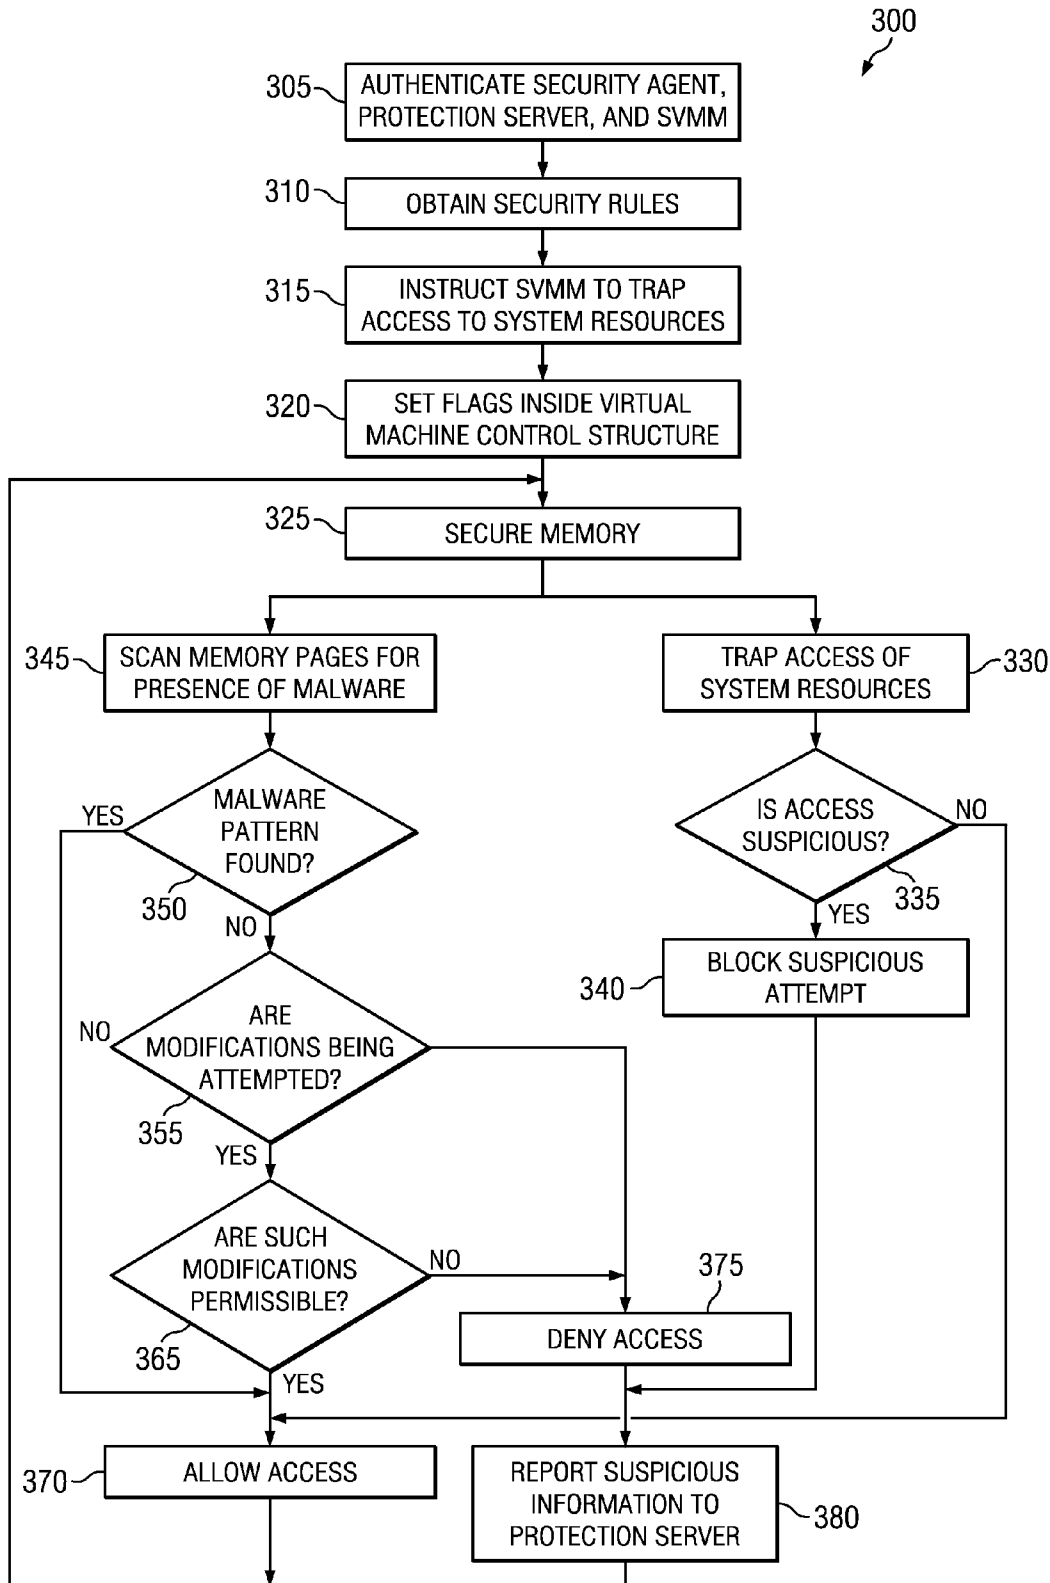 300
305
AUTHENTICATE SECURITY AGENT,
PROTECTION SERVER, AND SVMM
310
OBTAIN SECURITY RULES
315
INSTRUCT SVMM TO TRAP
ACCESS TO SYSTEM RESOURCES
320
SET FLAGS INSIDE VIRTUAL
MACHINE CONTROL STRUCTURE
325
SECURE MEMORY
345
SCAN MEMORY PAGES FOR
PRESENCE OF MALWARE
TRAP ACCESS OF
SYSTEM RESOURCES
330
YES
MALWARE
PATTERN
FOUND?
350
NO
IS ACCESS
SUSPICIOUS?
NO
335
YES
340
BLOCK SUSPICIOUS
ATTEMPT
NO
ARE
MODIFICATIONS BEING
ATTEMPTED?
355
YES
ARE SUCH
MODIFICATIONS
PERMISSIBLE?
NO
365
YES
375
DENY ACCESS
370
ALLOW ACCESS
REPORT SUSPICIOUS
INFORMATION TO
PROTECTION SERVER
380